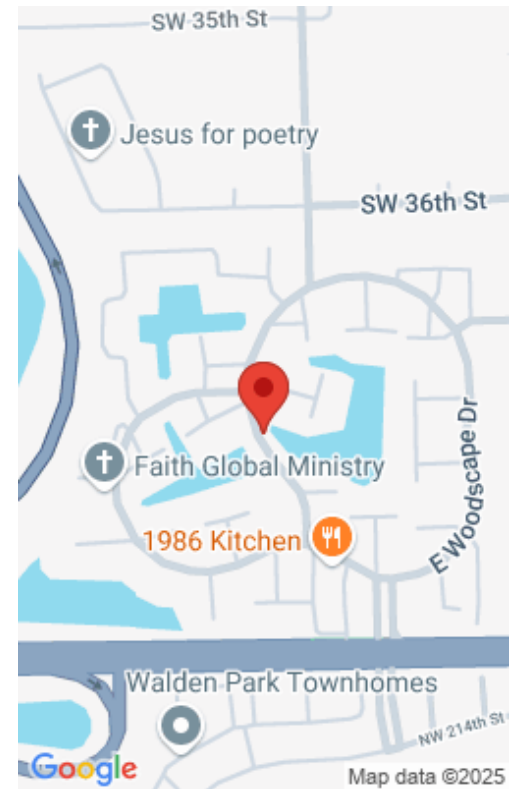 SW 35th St
Jesus for poetry
SW 36th St
E Woodscape Dr
Faith Global Ministry
1986 Kitchen
Walden Park Townhomes
NW 214th St
Google
Map data ©2025